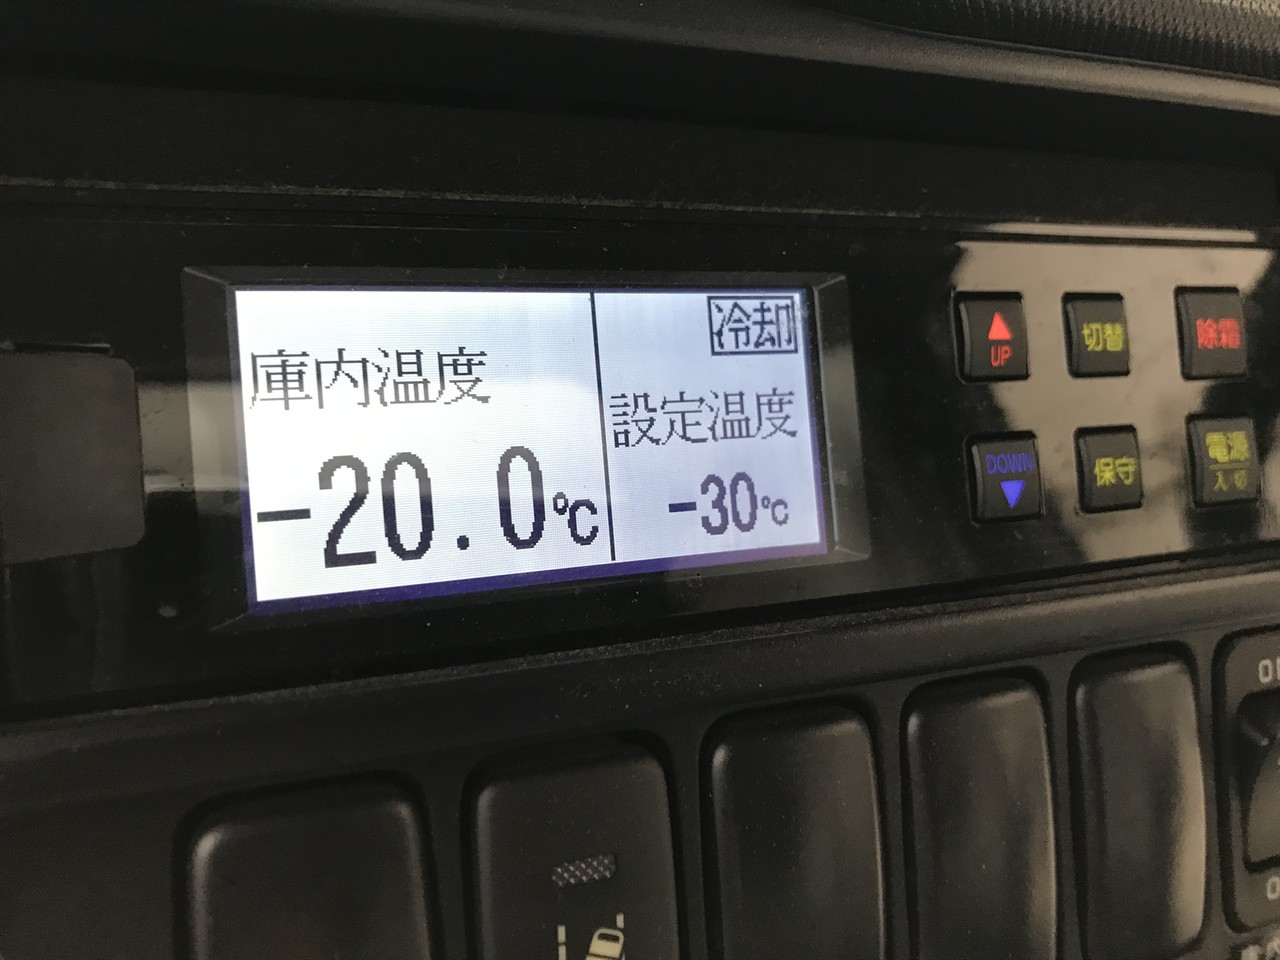 庫内温度
-20.0℃
冷却
設定温度
-30℃
UP
切替
除霜
DOWN
保守
電源
入/切